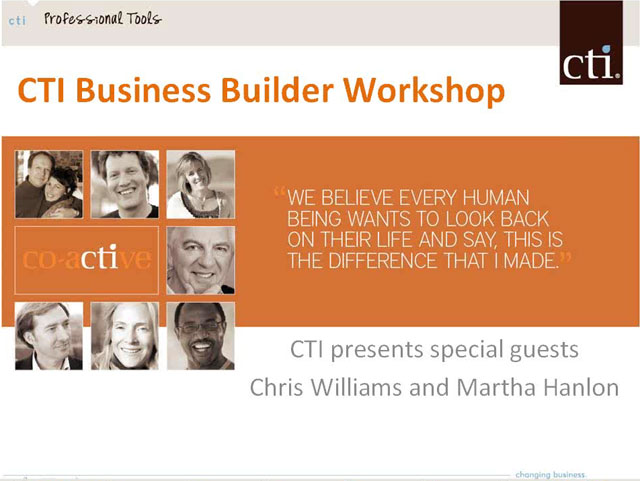 cti Professional Tools
cti®
CTI Business Builder Workshop
“WE BELIEVE EVERY HUMAN
BEING WANTS TO LOOK BACK
ON THEIR LIFE AND SAY, THIS IS
THE DIFFERENCE THAT I MADE.”
co-active
CTI presents special guests
Chris Williams and Martha Hanlon
changing business.